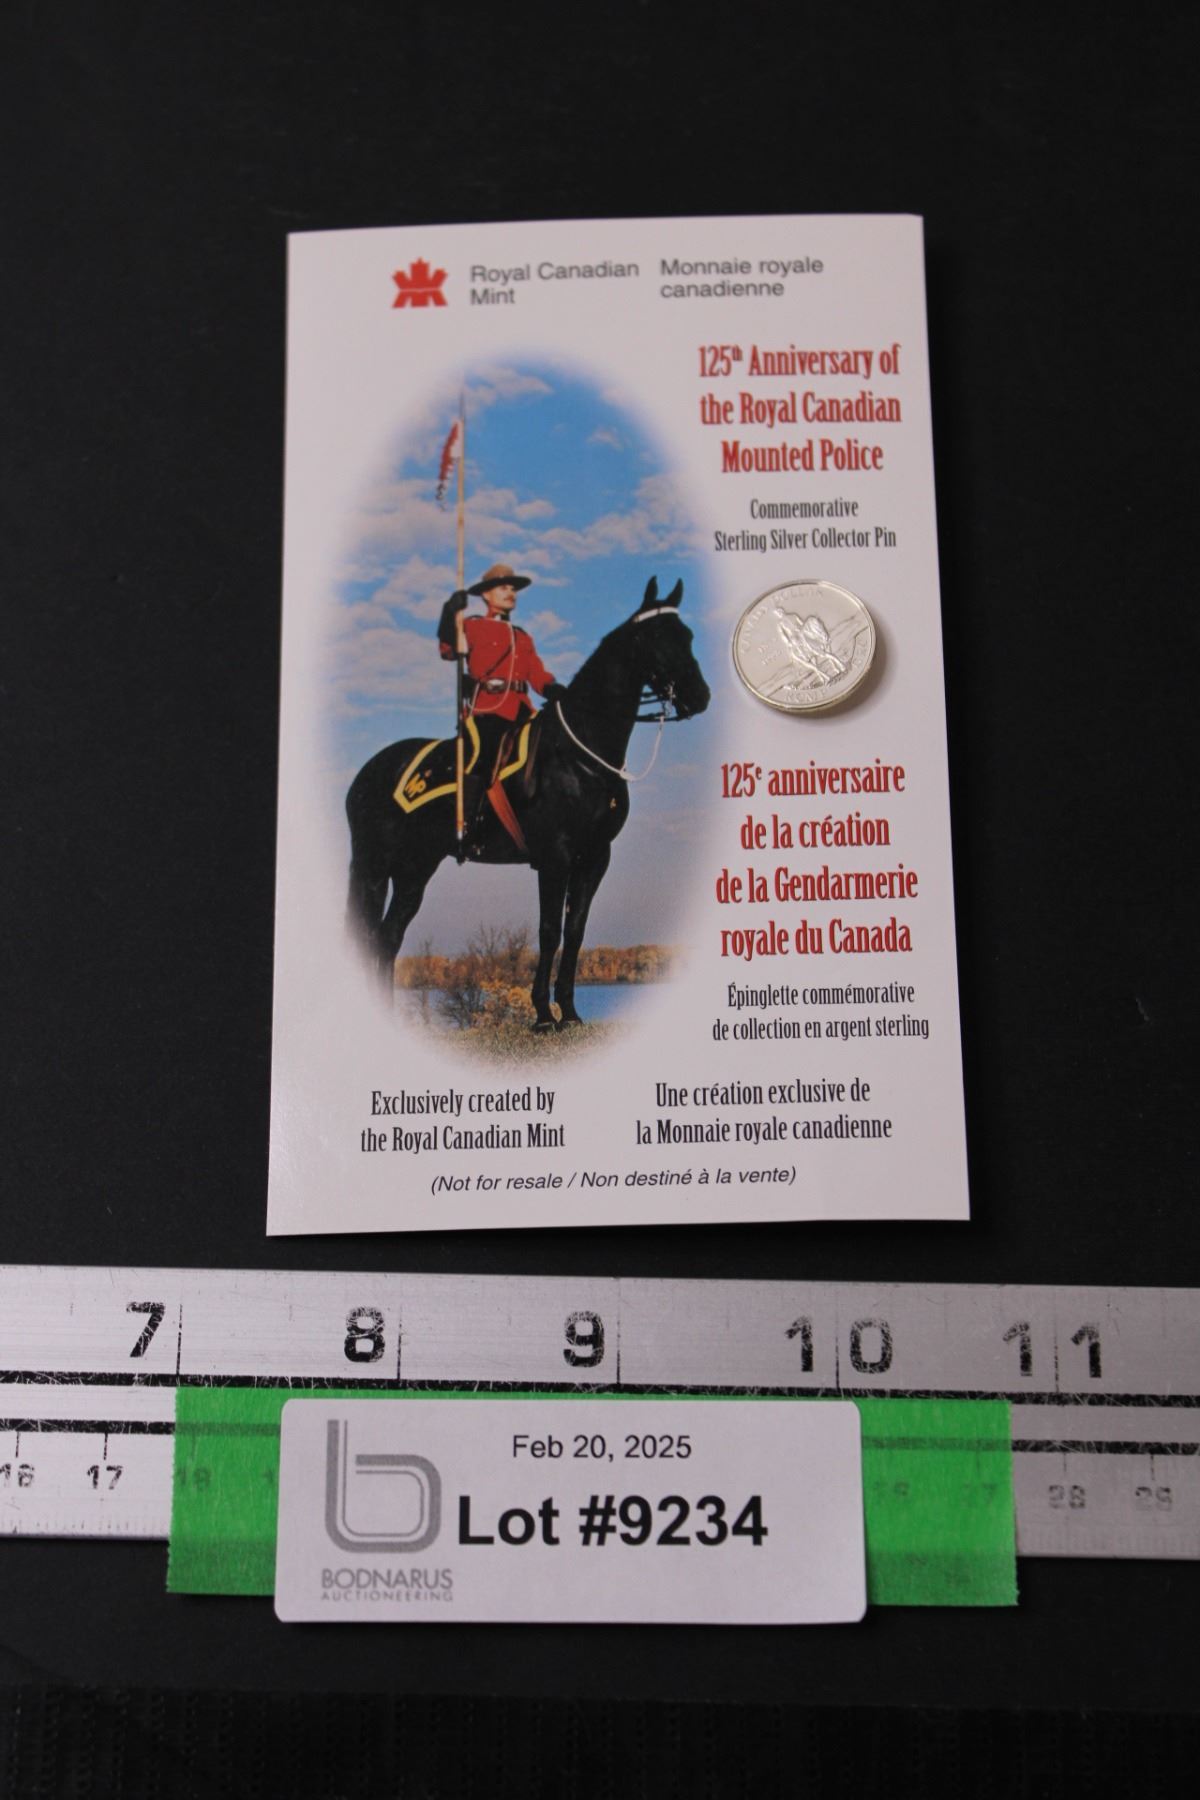 Royal Canadian
Mint
Monnaie royale
canadienne
125th Anniversary of
the Royal Canadian
Mounted Police
Commemorative
Sterling Silver Collector Pin
125e anniversaire
de la création
de la Gendarmerie
royale du Canada
Épinglette commémorative
de collection en argent sterling
Exclusively created by
the Royal Canadian Mint
Une création exclusive de
la Monnaie royale canadienne
(Not for resale / Non destiné à la vente)
7 8 9 10 11
16 17 18 28 29
Feb 20, 2025
Lot #9234
BODNARUS
AUCTIONEERING